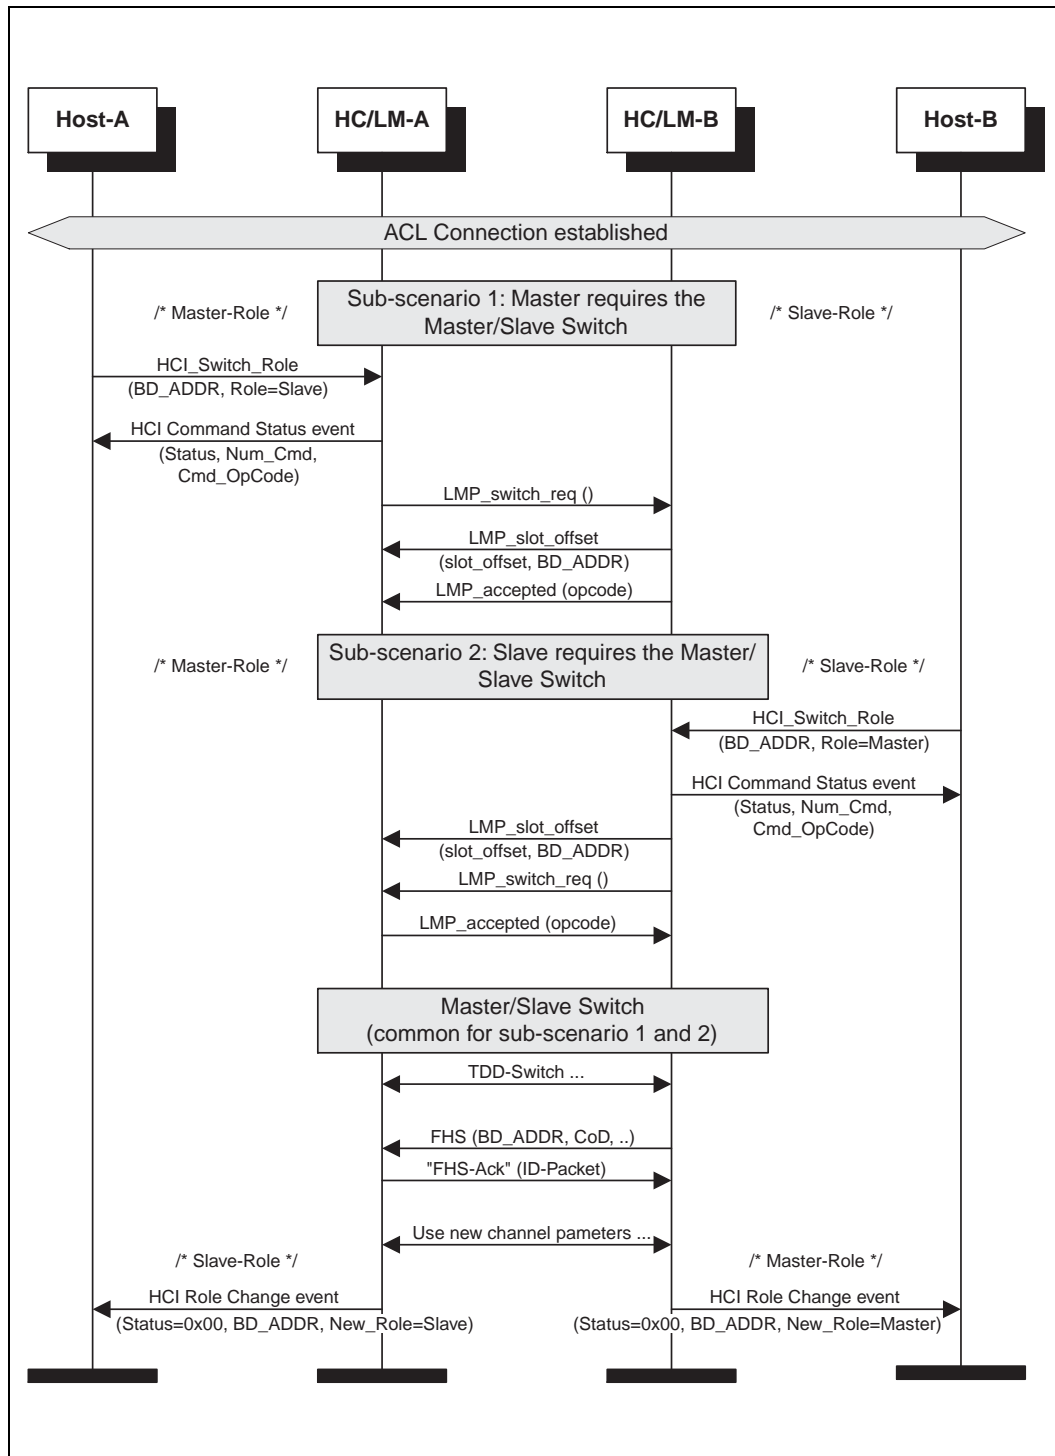 Host-A
HC/LM-A
HC/LM-B
Host-B
ACL Connection established
/* Master-Role */
Sub-scenario 1: Master requires the
Master/Slave Switch
/* Slave-Role */
HCI_Switch_Role
(BD_ADDR, Role=Slave)
HCI Command Status event
(Status, Num_Cmd,
Cmd_OpCode)
LMP_switch_req ()
LMP_slot_offset
(slot_offset, BD_ADDR)
LMP_accepted (opcode)
/* Master-Role */
Sub-scenario 2: Slave requires the Master/
Slave Switch
/* Slave-Role */
HCI_Switch_Role
(BD_ADDR, Role=Master)
HCI Command Status event
(Status, Num_Cmd,
Cmd_OpCode)
LMP_slot_offset
(slot_offset, BD_ADDR)
LMP_switch_req ()
LMP_accepted (opcode)
Master/Slave Switch
(common for sub-scenario 1 and 2)
TDD-Switch ...
FHS (BD_ADDR, CoD, ..)
"FHS-Ack" (ID-Packet)
Use new channel pameters ...
/* Slave-Role */
/* Master-Role */
HCI Role Change event
(Status=0x00, BD_ADDR, New_Role=Slave)
HCI Role Change event
(Status=0x00, BD_ADDR, New_Role=Master)